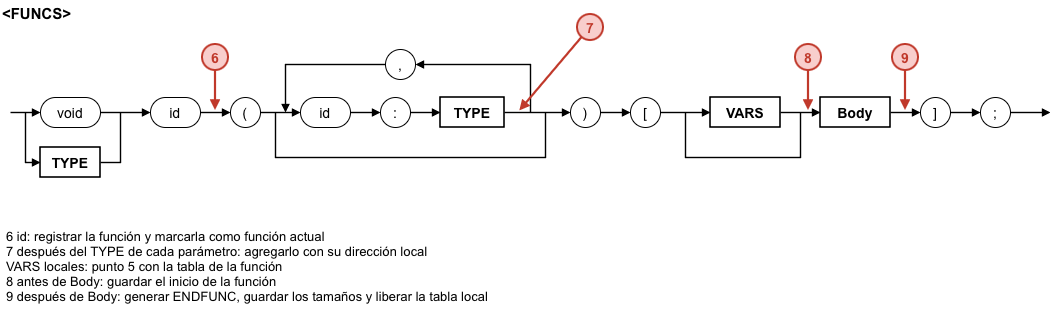 <FUNCS>
7
6
8
9
,
void
id
(
id
:
TYPE
)
[
VARS
Body
]
;
TYPE
6 id: registrar la función y marcarla como función actual
7 después del TYPE de cada parámetro: agregarlo con su dirección local
VARS locales: punto 5 con la tabla de la función
8 antes de Body: guardar el inicio de la función
9 después de Body: generar ENDFUNC, guardar los tamaños y liberar la tabla local